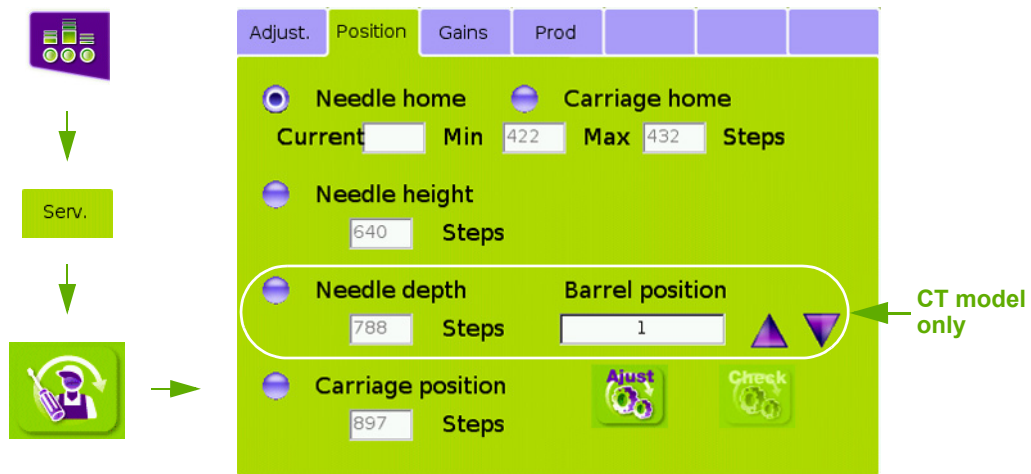 Adjust. Position Gains Prod
Needle home Carriage home
Current Min 422 Max 432 Steps
Serv.
Needle height
640 Steps
Needle depth Barrel position
788 Steps 1
CT model
only
Carriage position Ajust Check
897 Steps